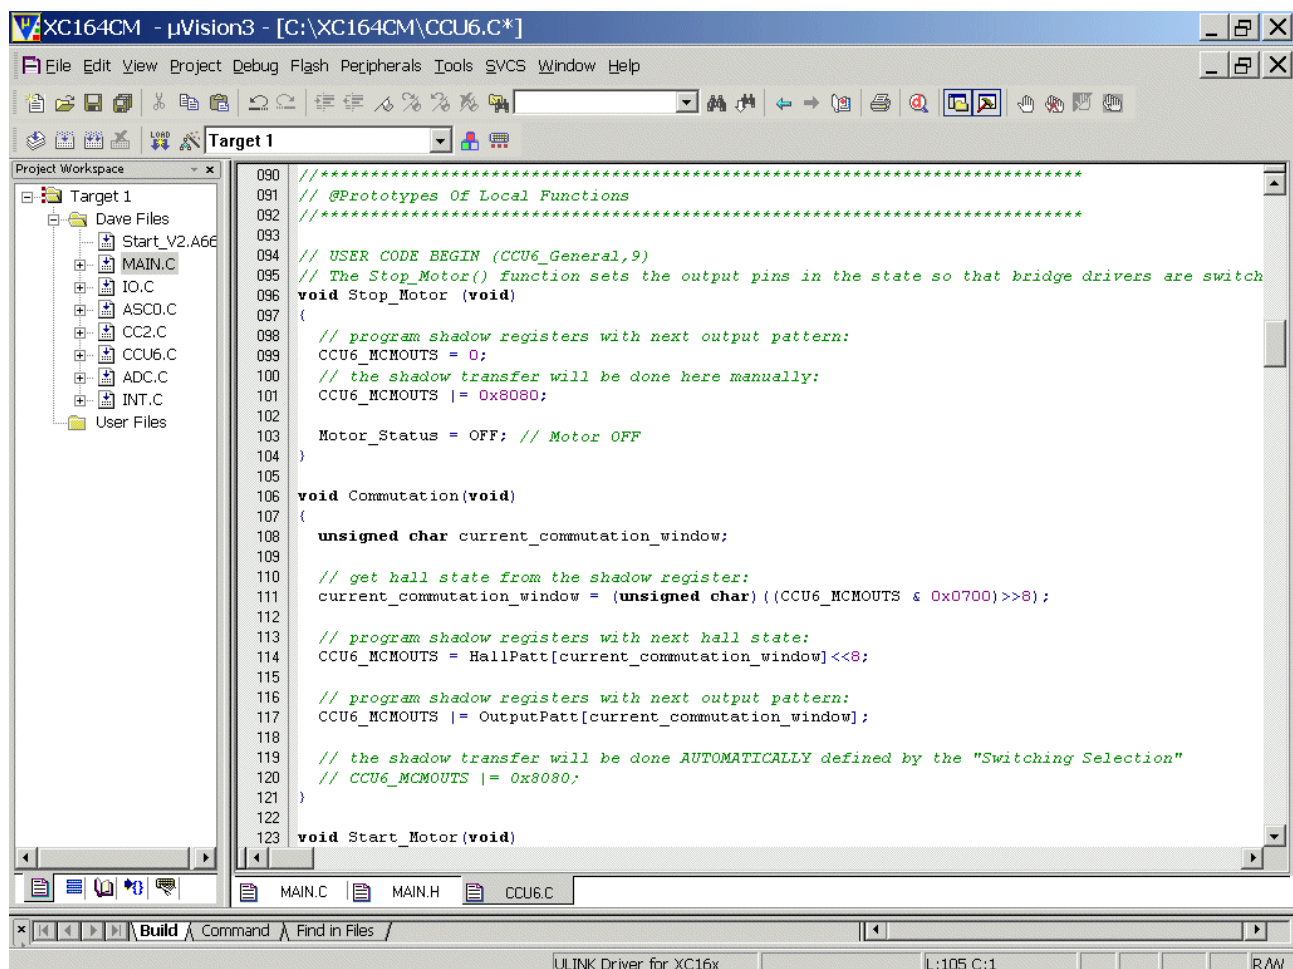 XC164CM - µVision3 - [C:\XC164CM\CCU6.C*]
File Edit View Project Debug Flash Peripherals Tools SVCS Window Help
LOAD Target 1
Project Workspace
Target 1
Dave Files
Start_V2.A66
MAIN.C
IO.C
ASC0.C
CC2.C
CCU6.C
ADC.C
INT.C
User Files
090 //****************************************************************************
091 // @Prototypes Of Local Functions
092 //****************************************************************************
093
094 // USER CODE BEGIN (CCU6_General,9)
095 // The Stop_Motor() function sets the output pins in the state so that bridge drivers are switch
096 void Stop_Motor (void)
097 {
098 // program shadow registers with next output pattern:
099 CCU6_MCMOUTS = 0;
100 // the shadow transfer will be done here manually:
101 CCU6_MCMOUTS |= 0x8080;
102
103 Motor_Status = OFF; // Motor OFF
104 }
105
106 void Commutation(void)
107 {
108 unsigned char current_commutation_window;
109
110 // get hall state from the shadow register:
111 current_commutation_window = (unsigned char)((CCU6_MCMOUTS & 0x0700)>>8);
112
113 // program shadow registers with next hall state:
114 CCU6_MCMOUTS = HallPatt[current_commutation_window]<<8;
115
116 // program shadow registers with next output pattern:
117 CCU6_MCMOUTS |= OutputPatt[current_commutation_window];
118
119 // the shadow transfer will be done AUTOMATICALLY defined by the "Switching Selection"
120 // CCU6_MCMOUTS |= 0x8080;
121 }
122
123 void Start_Motor(void)
MAIN.C MAIN.H CCU6.C
Build Command Find in Files
ULINK Driver for XC16x L:105 C:1 R/W